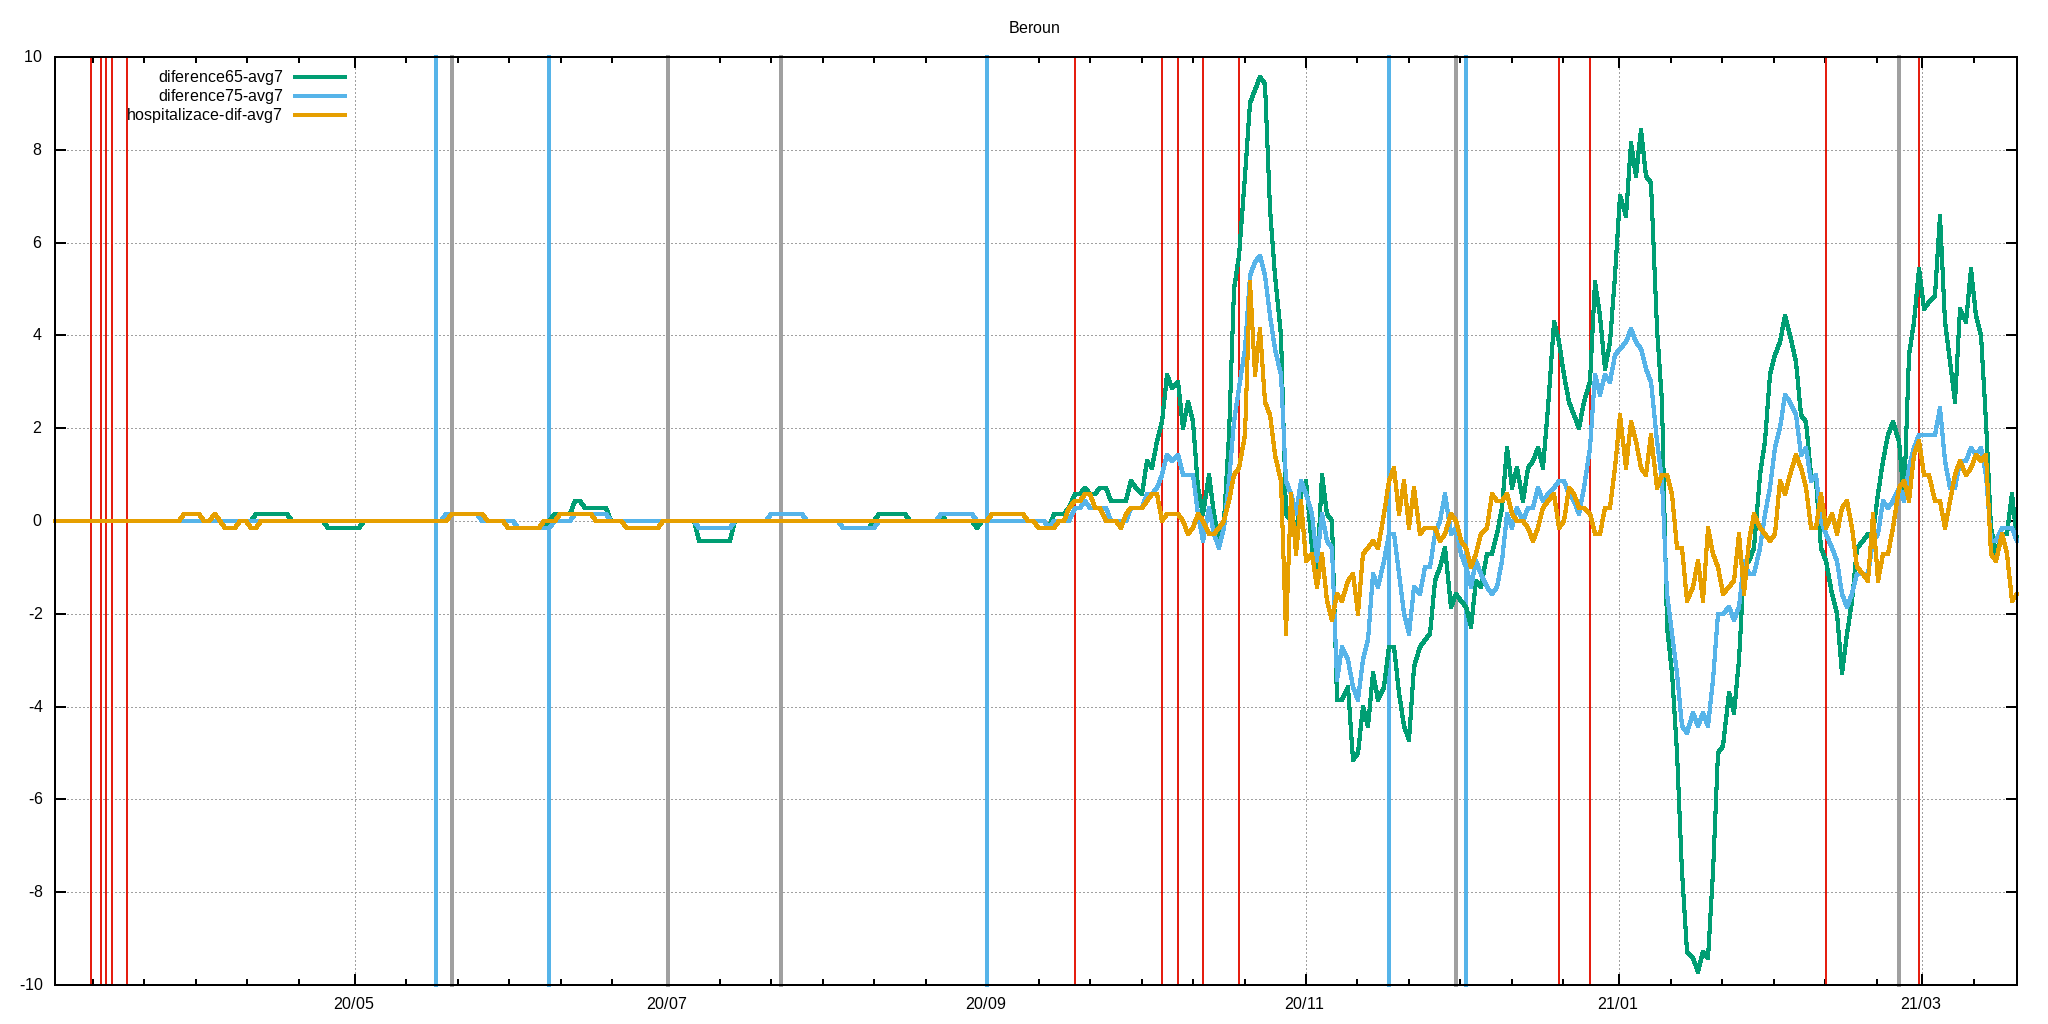 Beroun
diference65-avg7
diference75-avg7
hospitalizace-dif-avg7
10
8
6
4
2
0
-2
-4
-6
-8
-10
20/05 20/07 20/09 20/11 21/01 21/03